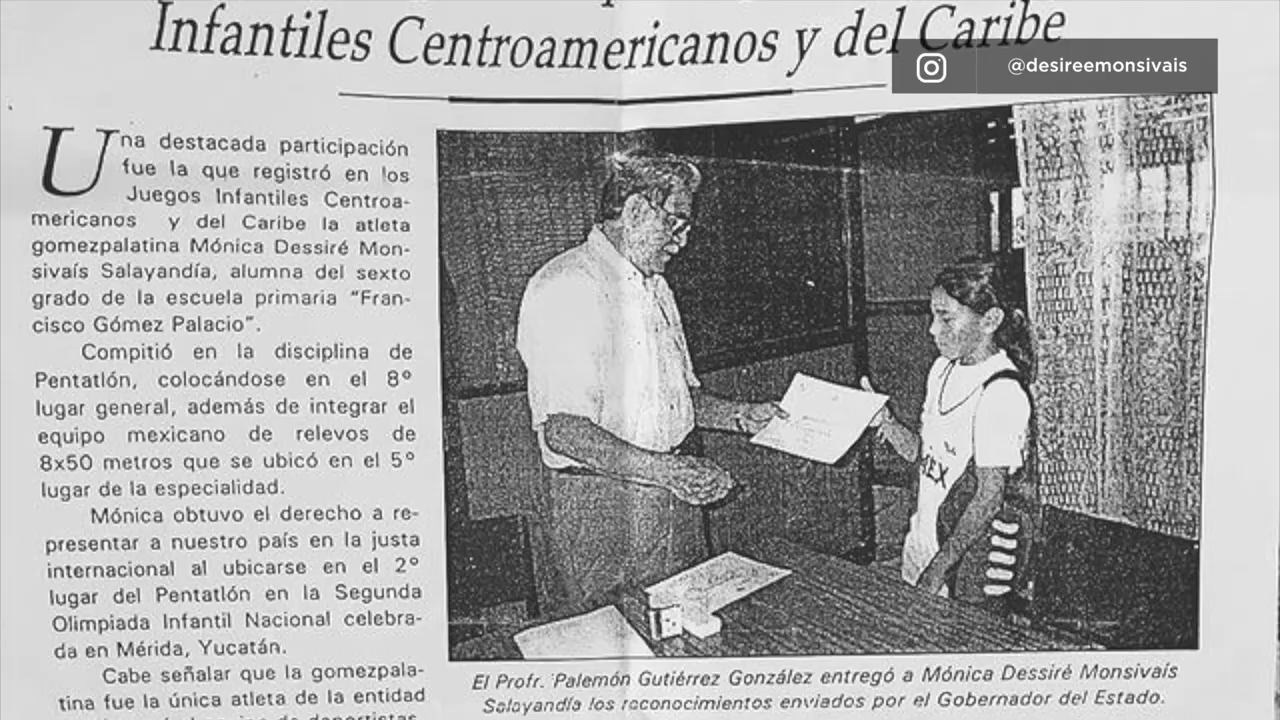 Infantiles Centroamericanos y del Caribe
@desireemonsivais
Una destacada participación
fue la que registró en los
Juegos Infantiles Centroa-
mericanos y del Caribe la atleta
gomezpalatina Mónica Dessiré Mon-
sivaís Salayandía, alumna del sexto
grado de la escuela primaria "Fran-
cisco Gómez Palacio".
Compitió en la disciplina de
Pentatlón, colocándose en el 8º
lugar general, además de integrar el
equipo mexicano de relevos de
8x50 metros que se ubicó en el 5º
lugar de la especialidad.
Mónica obtuvo el derecho a re-
presentar a nuestro país en la justa
internacional al ubicarse en el 2º
lugar del Pentatlón en la Segunda
Olimpiada Infantil Nacional celebra-
da en Mérida, Yucatán.
Cabe señalar que la gomezpala-
tina fue la única atleta de la entidad
de deportistas
MEX
El Profr. Palemón Gutiérrez González entregó a Mónica Dessiré Monsivaís
Salayandía los reconocimientos enviados por el Gobernador del Estado.